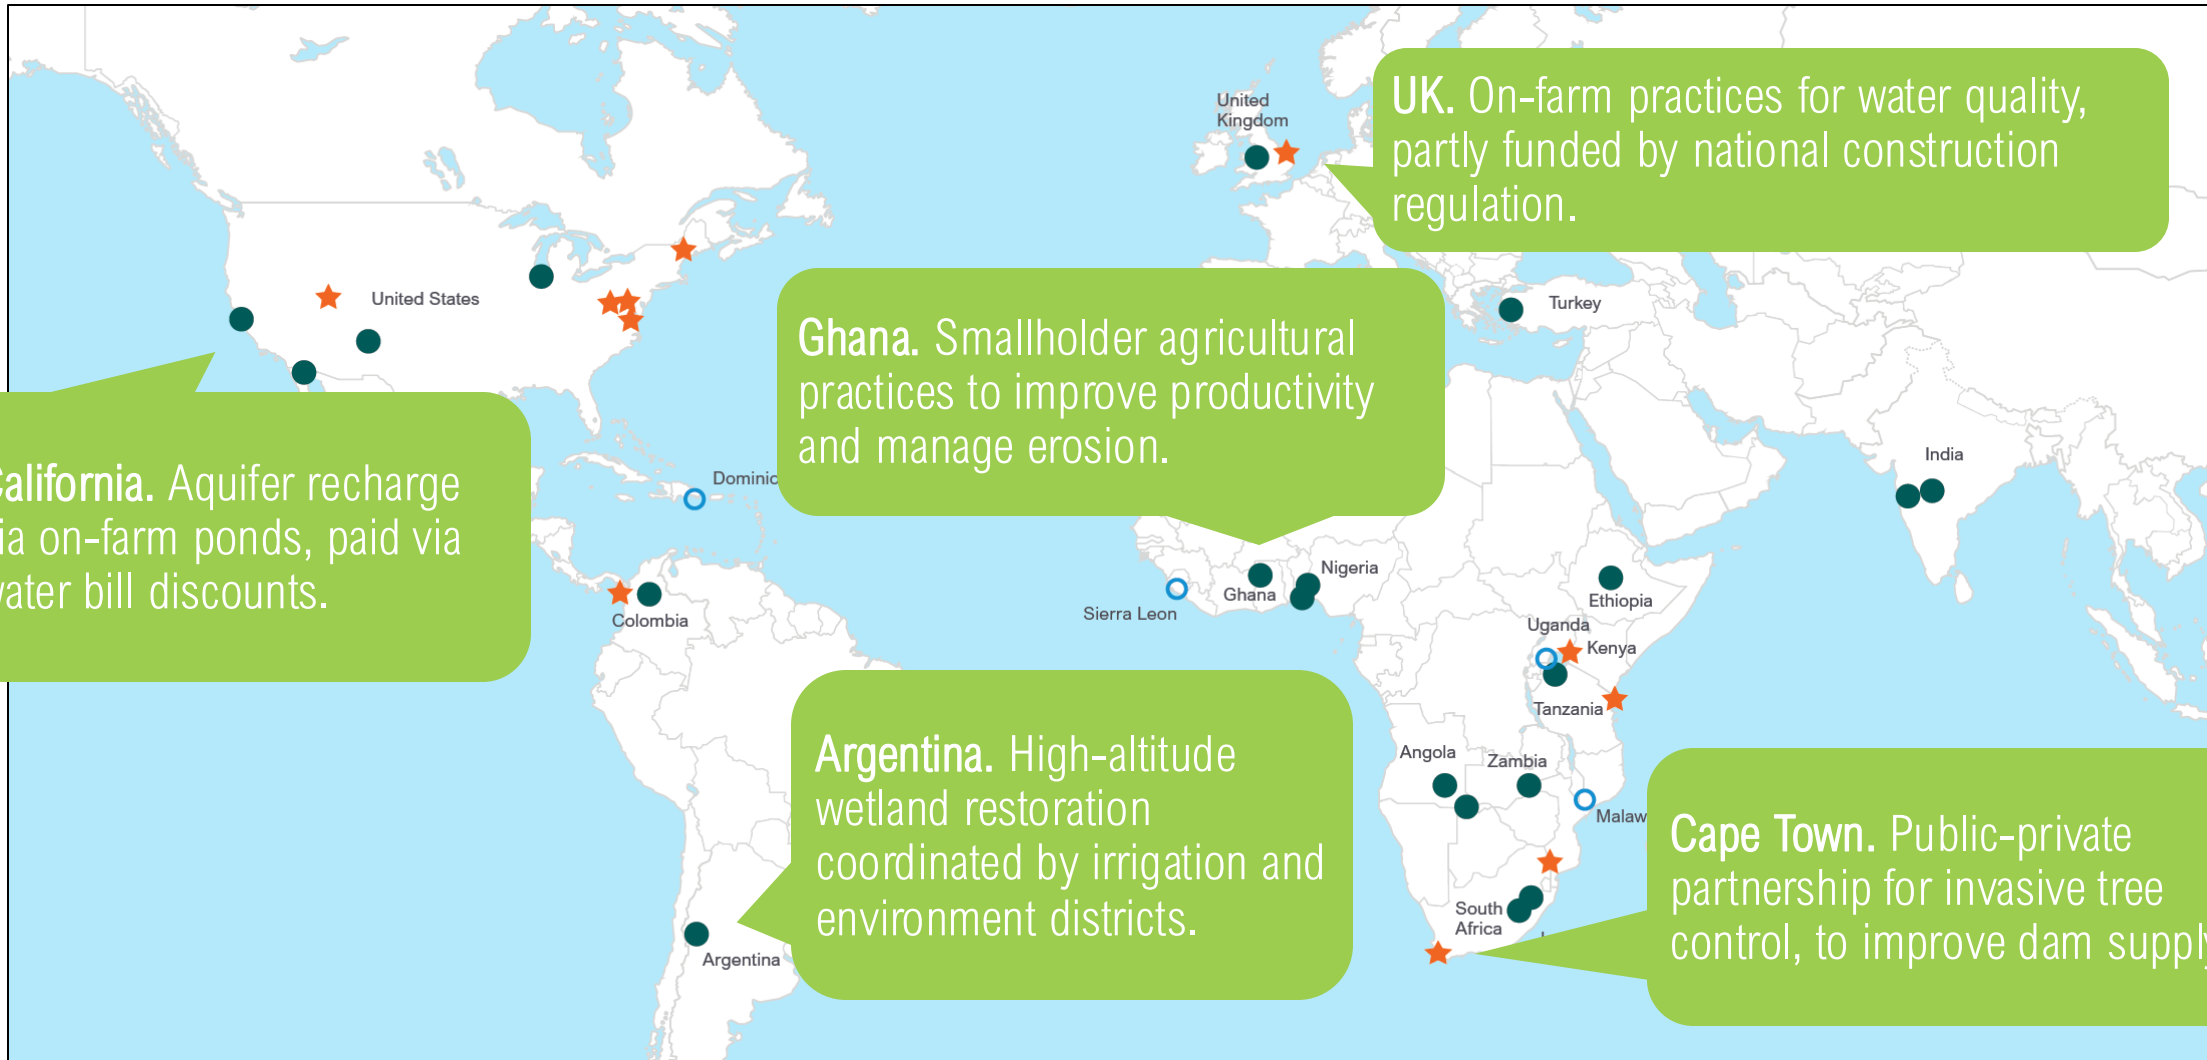 United
Kingdom
UK. On-farm practices for water quality,
partly funded by national construction
regulation.
United States
Turkey
Ghana. Smallholder agricultural
practices to improve productivity
and manage erosion.
California. Aquifer recharge
via on-farm ponds, paid via
water bill discounts.
Dominic
India
Colombia
Sierra Leon
Ghana
Nigeria
Ethiopia
Uganda
Kenya
Tanzania
Angola
Zambia
Malaw
Argentina. High-altitude
wetland restoration
coordinated by irrigation and
environment districts.
Argentina
South
Africa
Cape Town. Public-private
partnership for invasive tree
control, to improve dam supply